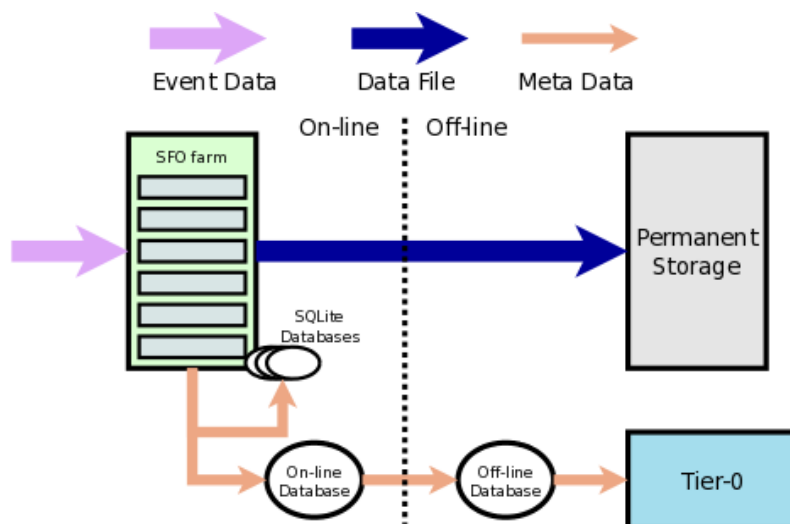 Event Data
Data File
Meta Data
On-line
Off-line
SFO farm
Permanent
Storage
SQLite
Databases
On-line
Database
Off-line
Database
Tier-0